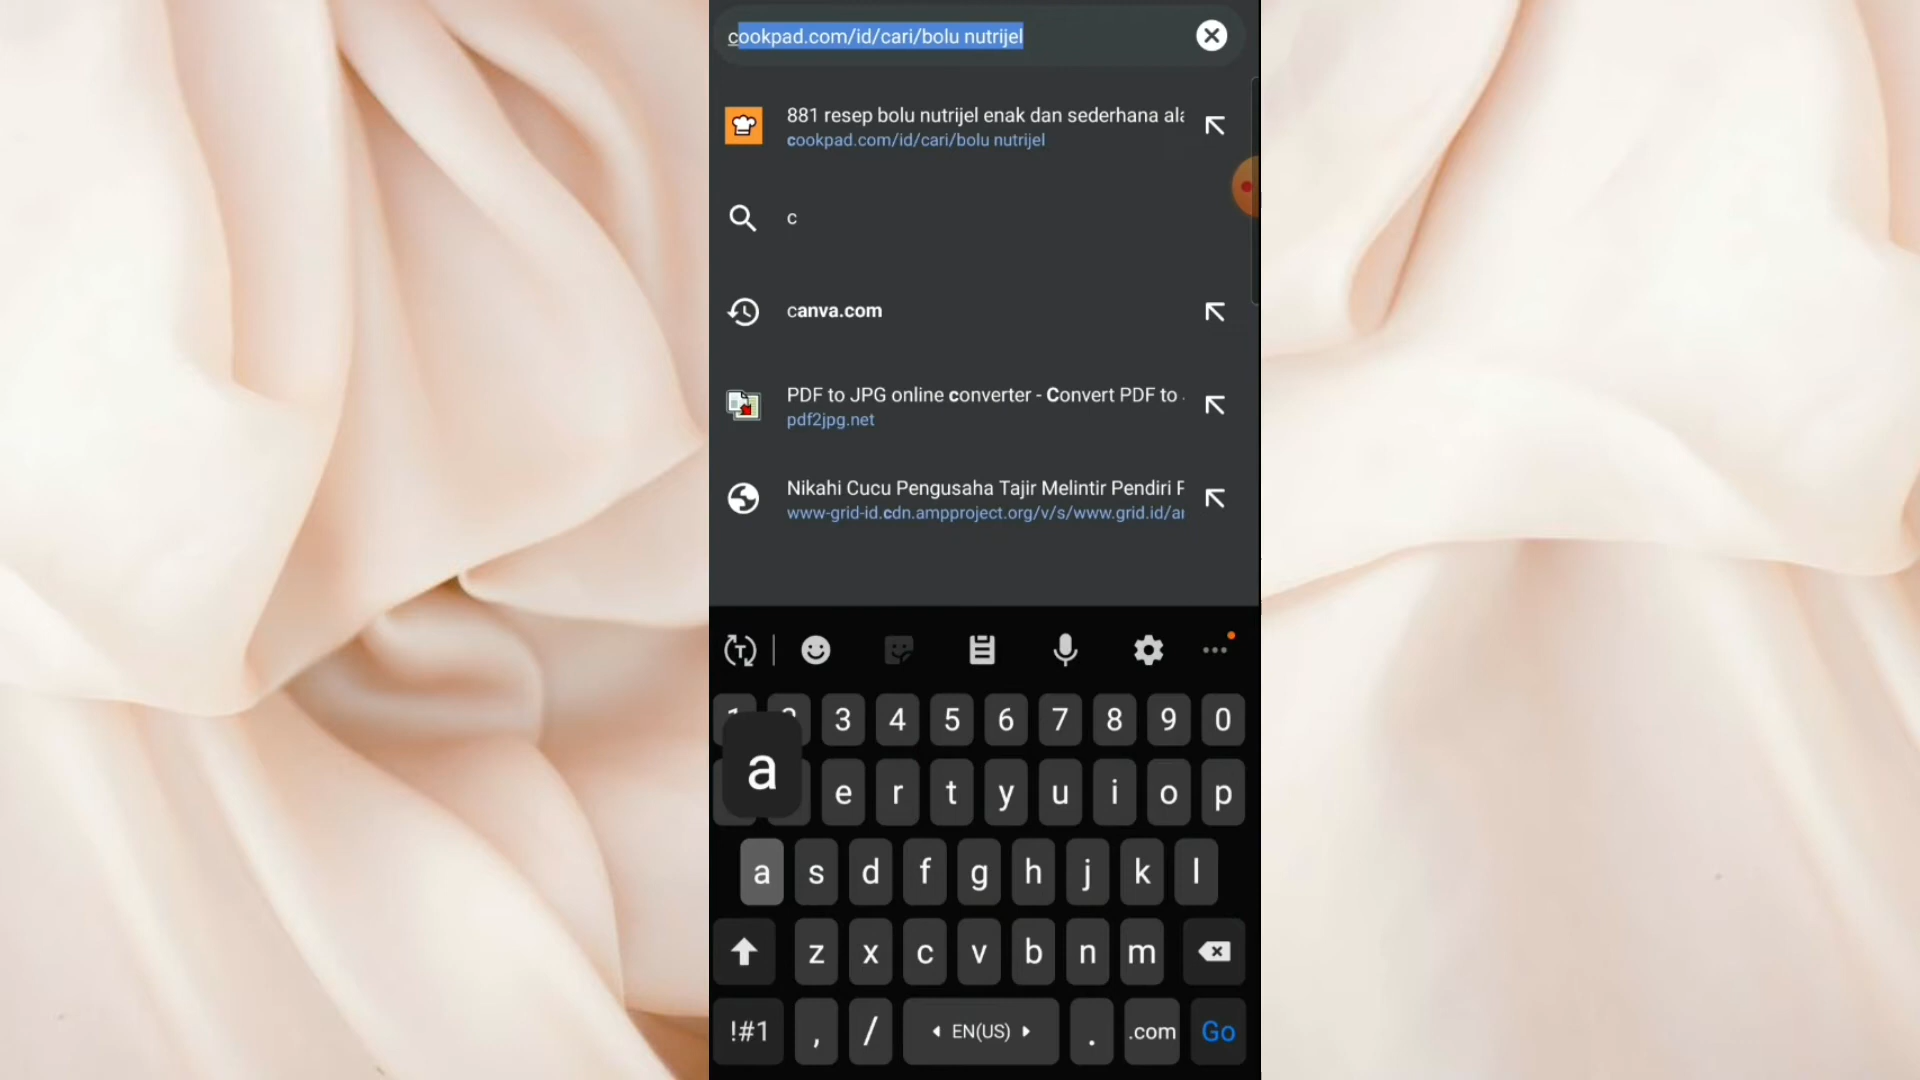 cookpad.com/id/cari/bolu nutrijel
881 resep bolu nutrijel enak dan sederhana ala
cookpad.com/id/cari/bolu nutrijel
c
canva.com
PDF to JPG online converter - Convert PDF to
pdf2jpg.net
Nikahi Cucu Pengusaha Tajir Melintir Pendiri
www-grid-id.cdn.ampproject.org/v/s/www.grid.id/
3 4 5 6 7 8 9 0
a
e r t y u i o p
a s d f g h j k l
z x c v b n m
!#1 , / EN(US) . .com Go